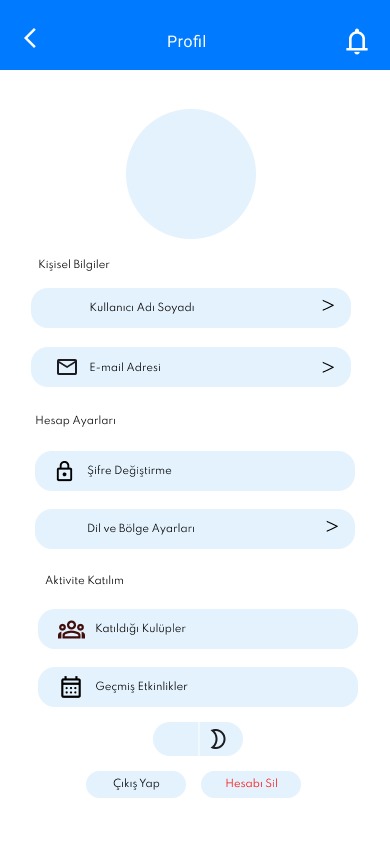 Profil
Kişisel Bilgiler
Kullanıcı Adı Soyadı
E-mail Adresi
Hesap Ayarları
Şifre Değiştirme
Dil ve Bölge Ayarları
Aktivite Katılım
Katıldığı Kulüpler
Geçmiş Etkinlikler
Çıkış Yap
Hesabı Sil